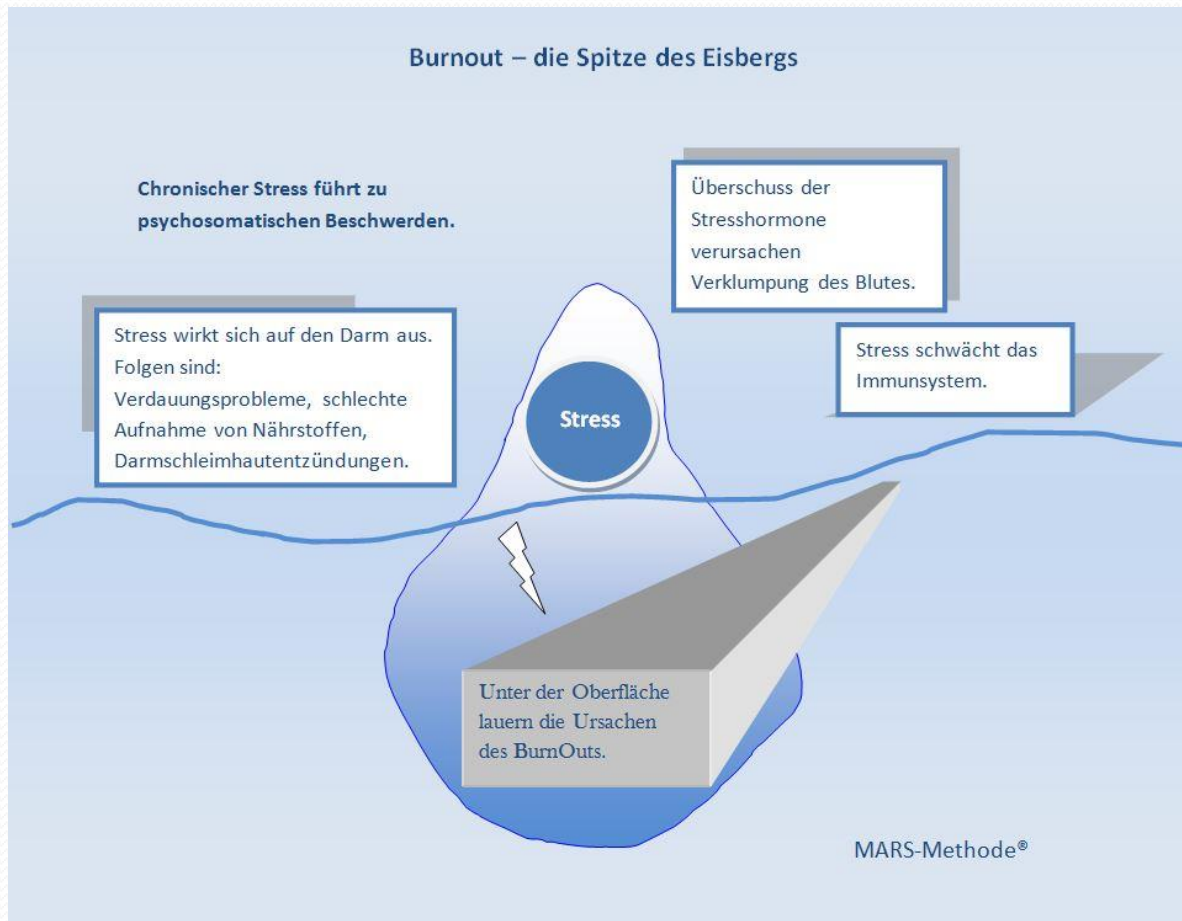 Burnout – die Spitze des Eisbergs
Chronischer Stress führt zu
psychosomatischen Beschwerden.
Überschuss der
Stresshormone
verursachen
Verklumpung des Blutes.
Stress wirkt sich auf den Darm aus.
Folgen sind:
Verdauungsprobleme, schlechte
Aufnahme von Nährstoffen,
Darmschleimhautentzündungen.
Stress schwächt das
Immunsystem.
Stress
Unter der Oberfläche
lauern die Ursachen
des BurnOuts.
MARS-Methode®